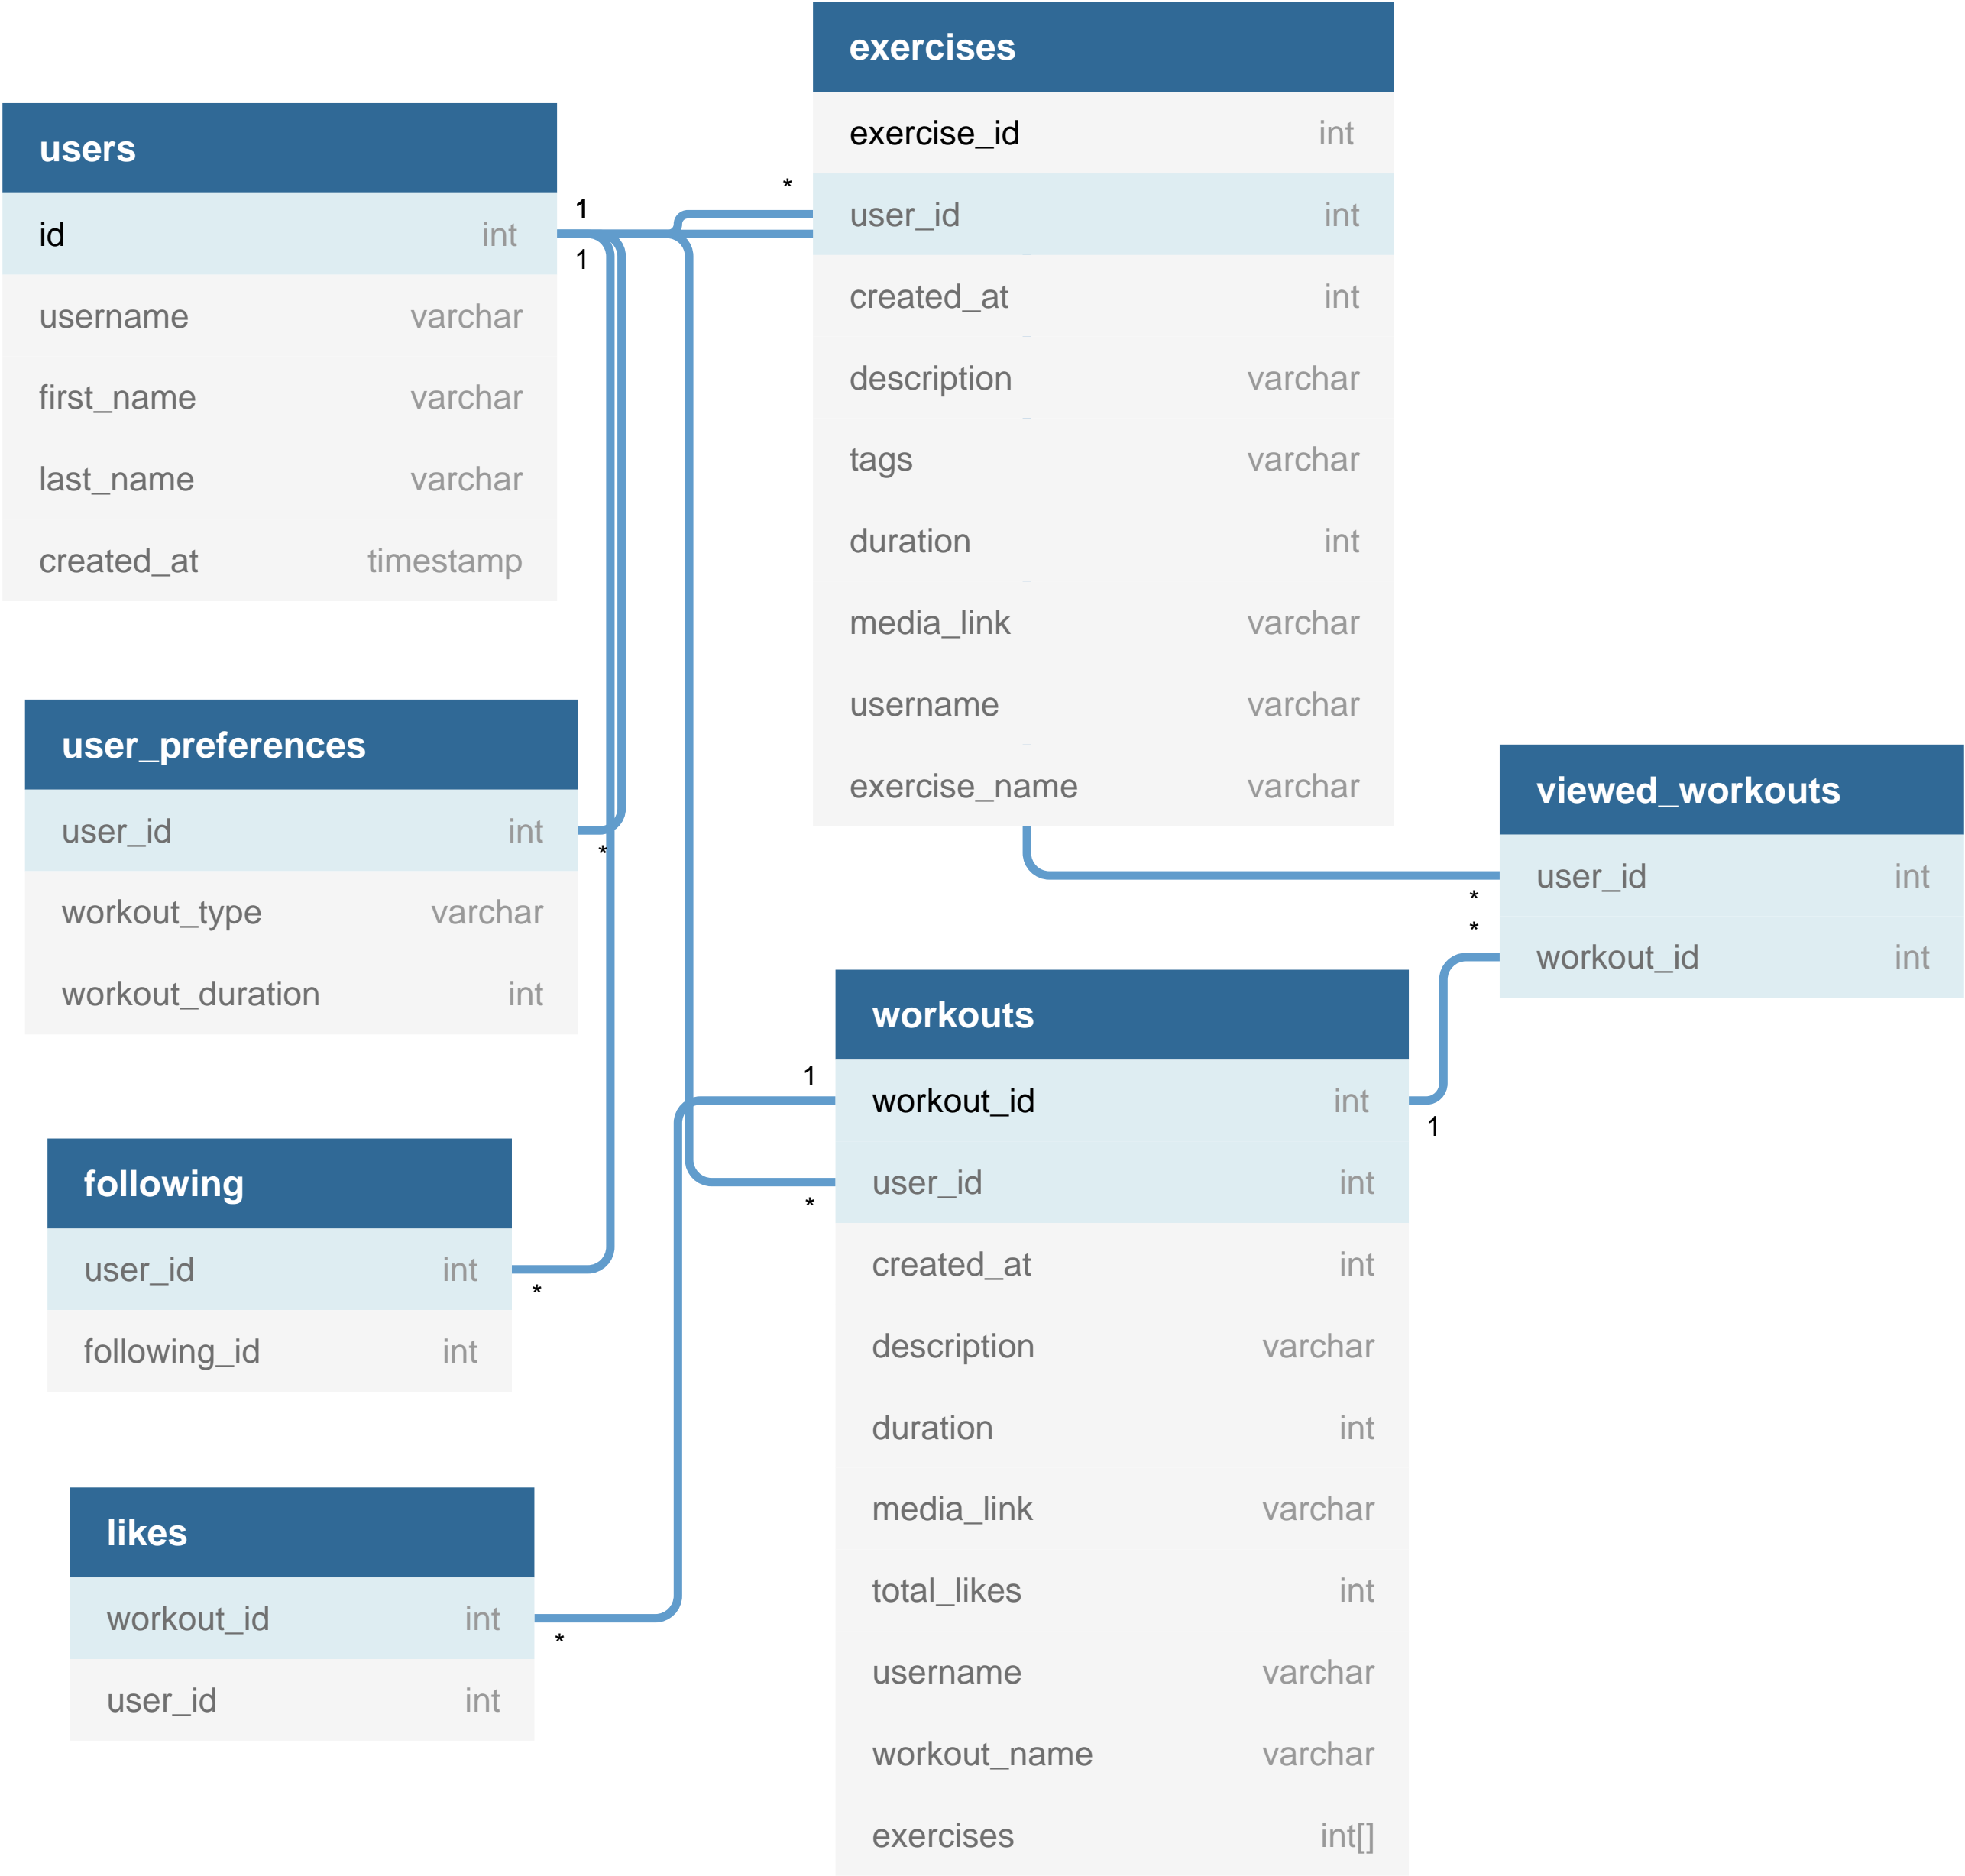 users
id int
username varchar
first_name varchar
last_name varchar
created_at timestamp
1
1
*
exercises
exercise_id int
user_id int
created_at int
description varchar
tags varchar
duration int
media_link varchar
username varchar
exercise_name varchar
user_preferences
user_id int
workout_type varchar
workout_duration int
*
viewed_workouts
user_id int
workout_id int
*
*
following
user_id int
following_id int
*
likes
workout_id int
user_id int
*
workouts
workout_id int
user_id int
created_at int
description varchar
duration int
media_link varchar
total_likes int
username varchar
workout_name varchar
exercises int[]
1
*
1